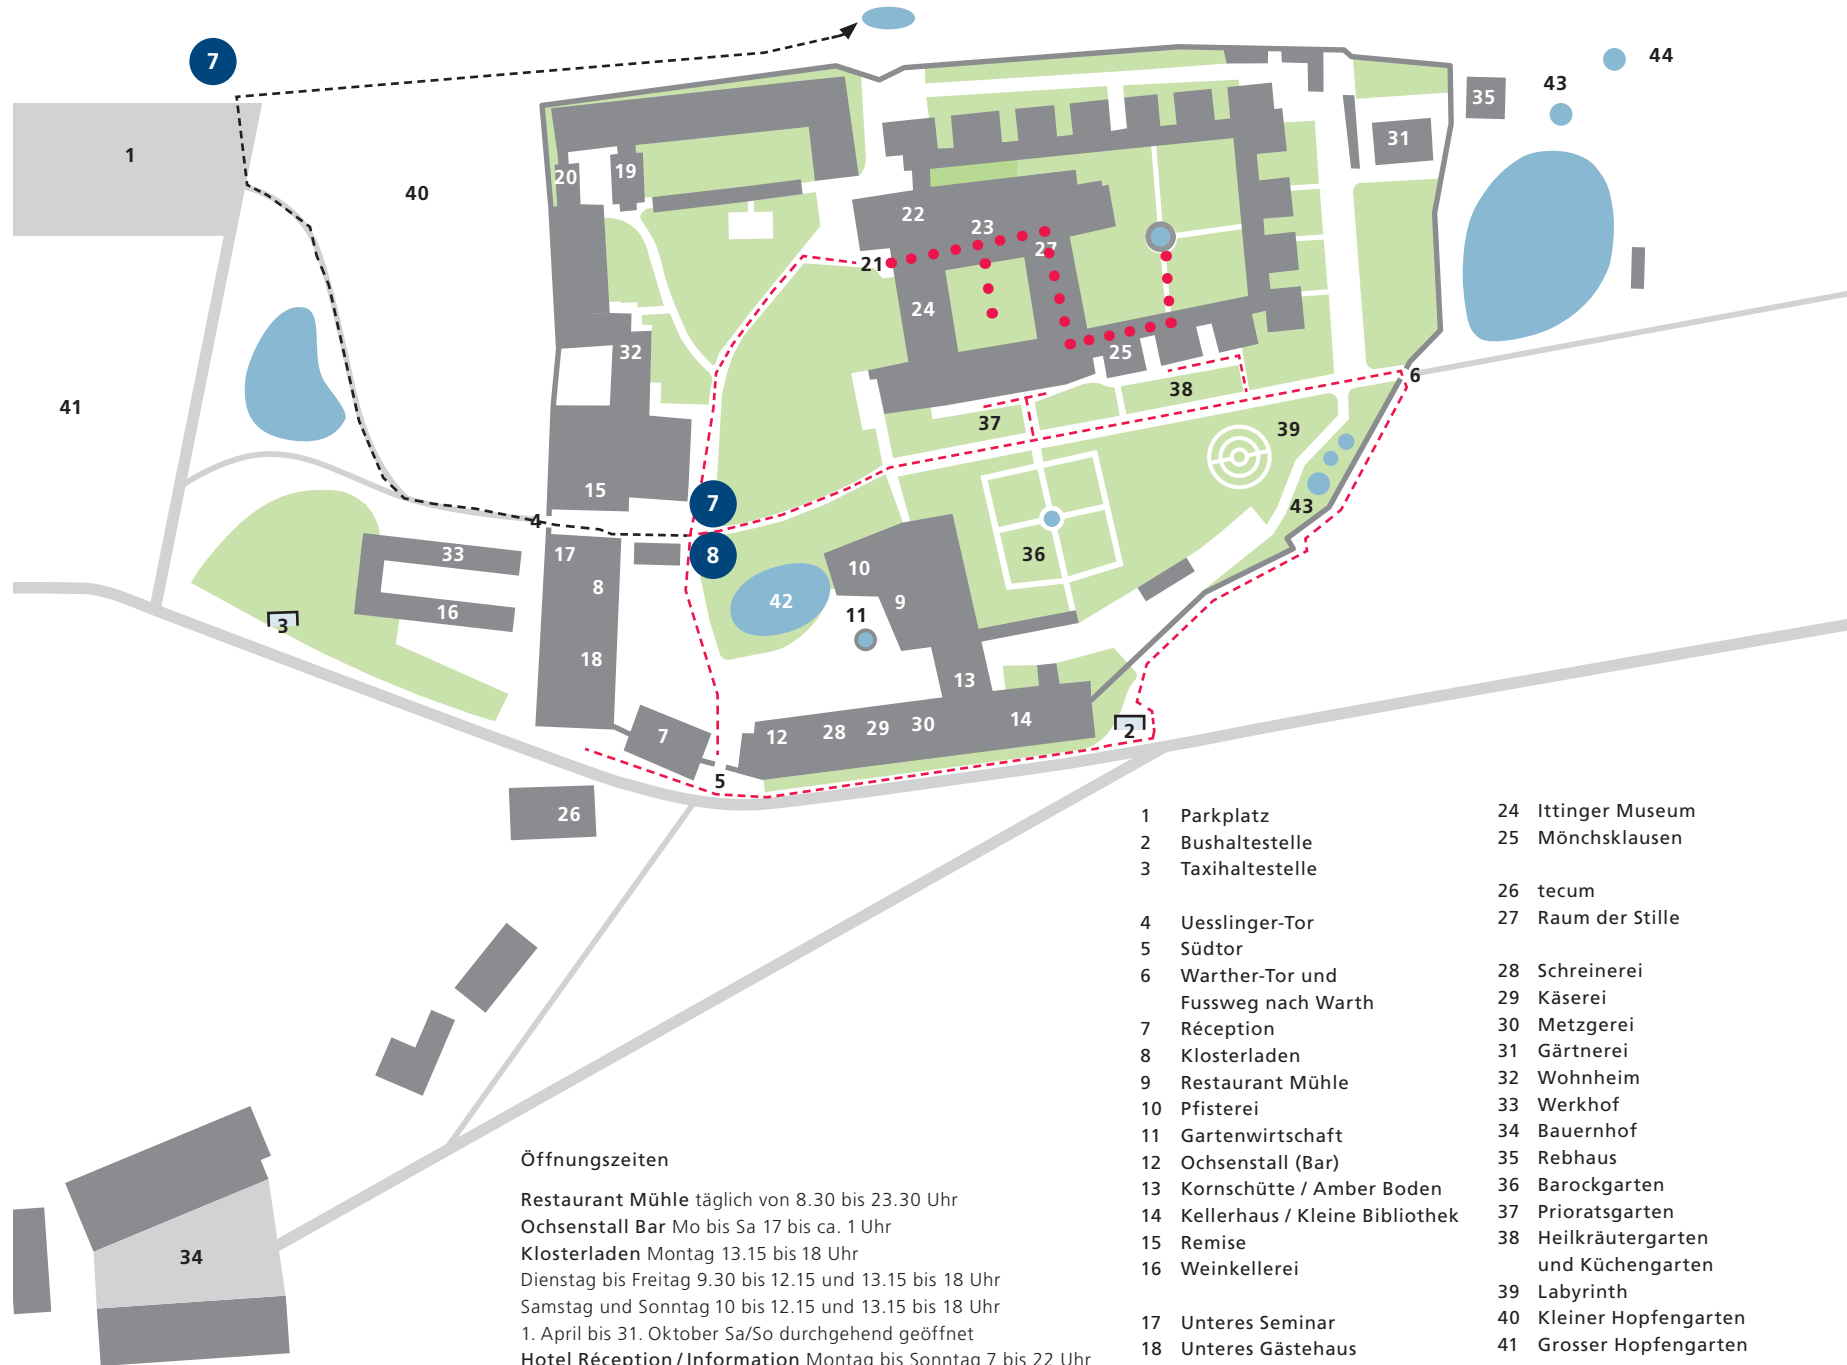 7
44
43
35
1
31
20
19
40
22
23
27
21
24
32
25
6
38
41
37
39
15
7
43
4
33
17
8
36
10
42
8
9
16
11
3
18
13
14
30
29
28
12
7
2
5
26
34
1 Parkplatz
2 Bushaltestelle
3 Taxihaltestelle
4 Uesslinger-Tor
5 Südtor
6 Warther-Tor und
Fussweg nach Warth
7 Réception
8 Klosterladen
9 Restaurant Mühle
10 Pfisterei
11 Gartenwirtschaft
12 Ochsenstall (Bar)
13 Kornschütte / Amber Boden
14 Kellerhaus / Kleine Bibliothek
15 Remise
16 Weinkellerei
17 Unteres Seminar
18 Unteres Gästehaus
24 Ittinger Museum
25 Mönchsklausen
26 tecum
27 Raum der Stille
28 Schreinerei
29 Käserei
30 Metzgerei
31 Gärtnerei
32 Wohnheim
33 Werkhof
34 Bauernhof
35 Rebhaus
36 Barockgarten
37 Prioratsgarten
38 Heilkräutergarten
und Küchengarten
39 Labyrinth
40 Kleiner Hopfengarten
41 Grosser Hopfengarten
Öffnungszeiten
Restaurant Mühle täglich von 8.30 bis 23.30 Uhr
Ochsenstall Bar Mo bis Sa 17 bis ca. 1 Uhr
Klosterladen Montag 13.15 bis 18 Uhr
Dienstag bis Freitag 9.30 bis 12.15 und 13.15 bis 18 Uhr
Samstag und Sonntag 10 bis 12.15 und 13.15 bis 18 Uhr
1. April bis 31. Oktober Sa/So durchgehend geöffnet
Hotel Réception / Information Montag bis Sonntag 7 bis 22 Uhr